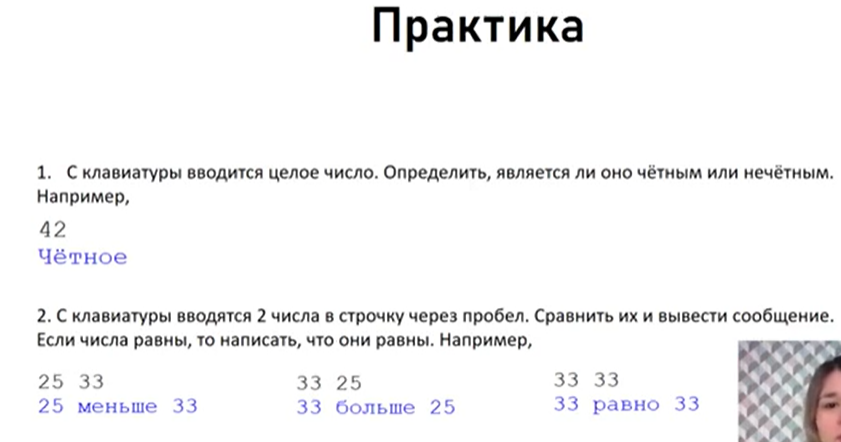 Практика
1. С клавиатуры вводится целое число. Определить, является ли оно чётным или нечётным.
Например,
42
Чётное
2. С клавиатуры вводятся 2 числа в строчку через пробел. Сравнить их и вывести сообщение.
Если числа равны, то написать, что они равны. Например,
25 33
25 меньше 33
33 25
33 больше 25
33 33
33 равно 33